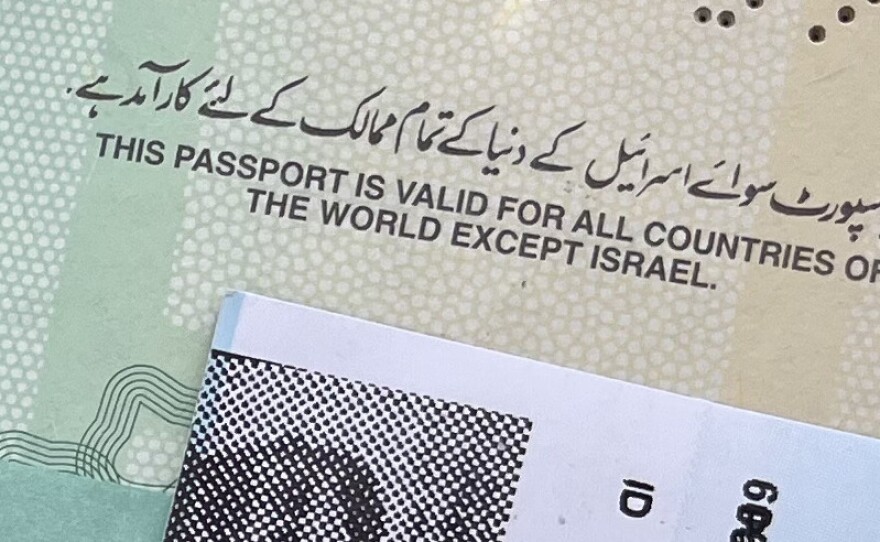 سوائے اسرائیل کے دنیا کے تمام ممالک کے لئے کارآمد ہے۔
THIS PASSPORT IS VALID FOR ALL COUNTRIES OF
THE WORLD EXCEPT ISRAEL.
ID